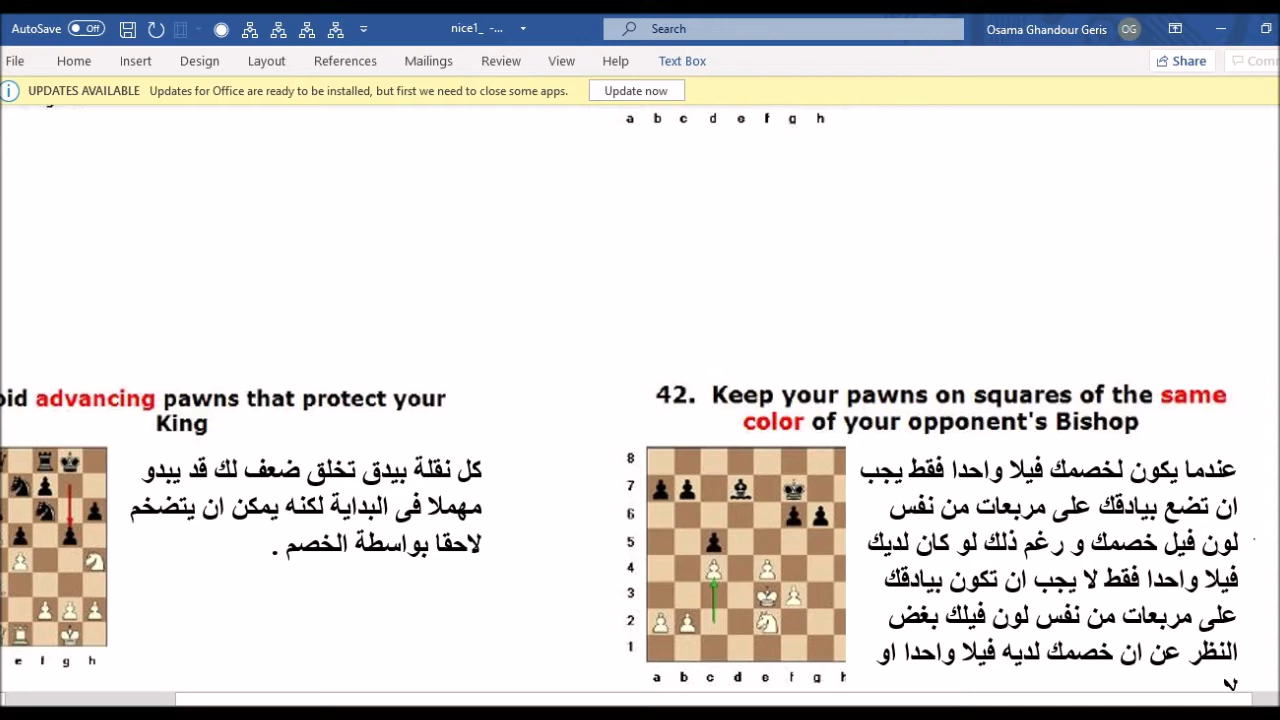 AutoSave Off nice1_ -... Search Osama Ghandour Geris OG
File Home Insert Design Layout References Mailings Review View Help Text Box Share Comm
UPDATES AVAILABLE Updates for Office are ready to be installed, but first we need to close some apps. Update now
a b c d e f g h
oid advancing pawns that protect your
King
كل نقلة بيدق تخلق ضعف لك قد يبدو
مهملا فى البداية لكنه يمكن ان يتضخم
لاحقا بواسطة الخصم .
e f g h
42. Keep your pawns on squares of the same
color of your opponent's Bishop
8
7
6
5
4
3
2
1
a b c d e f g h
عندما يكون لخصمك فيلا واحدا فقط يجب
ان تضع بيادقك على مربعات من نفس
لون فيل خصمك و رغم ذلك لو كان لديك
فيلا واحدا فقط لا يجب ان تكون بيادقك
على مربعات من نفس لون فيلك بغض
النظر عن ان خصمك لديه فيلا واحدا او
لا